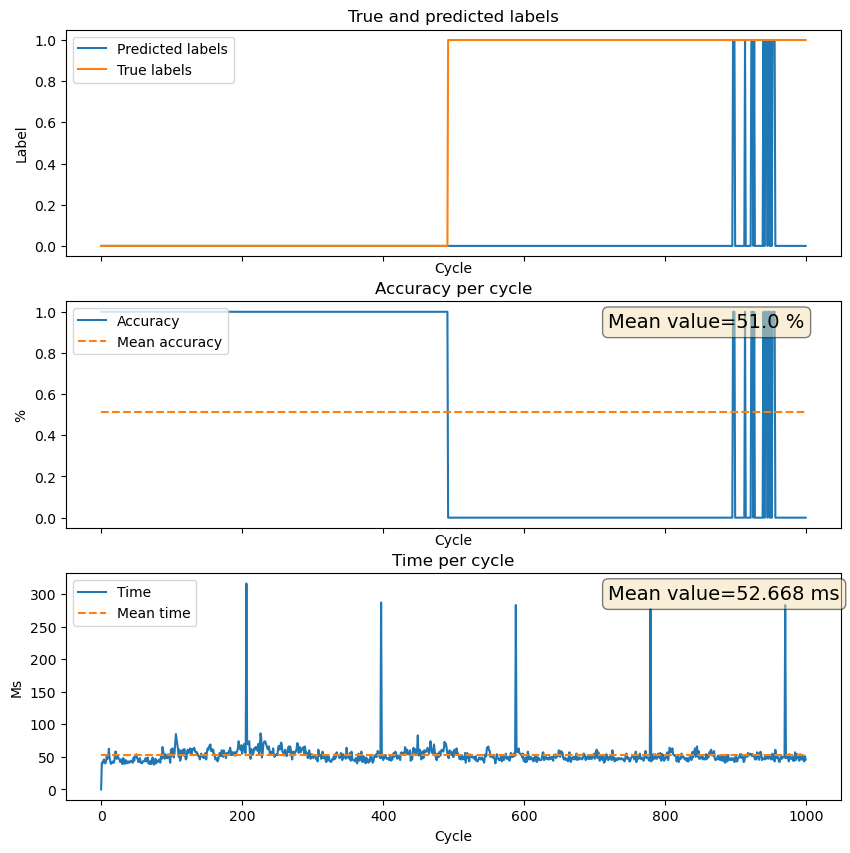 True and predicted labels
1.0
0.8
0.6
0.4
0.2
0.0
Label
Predicted labels
True labels
Cycle
Accuracy per cycle
1.0
0.8
0.6
0.4
0.2
0.0
%
Accuracy
Mean accuracy
Mean value=51.0 %
Cycle
Time per cycle
300
250
200
150
100
50
0
Ms
Time
Mean time
Mean value=52.668 ms
0 200 400 600 800 1000
Cycle